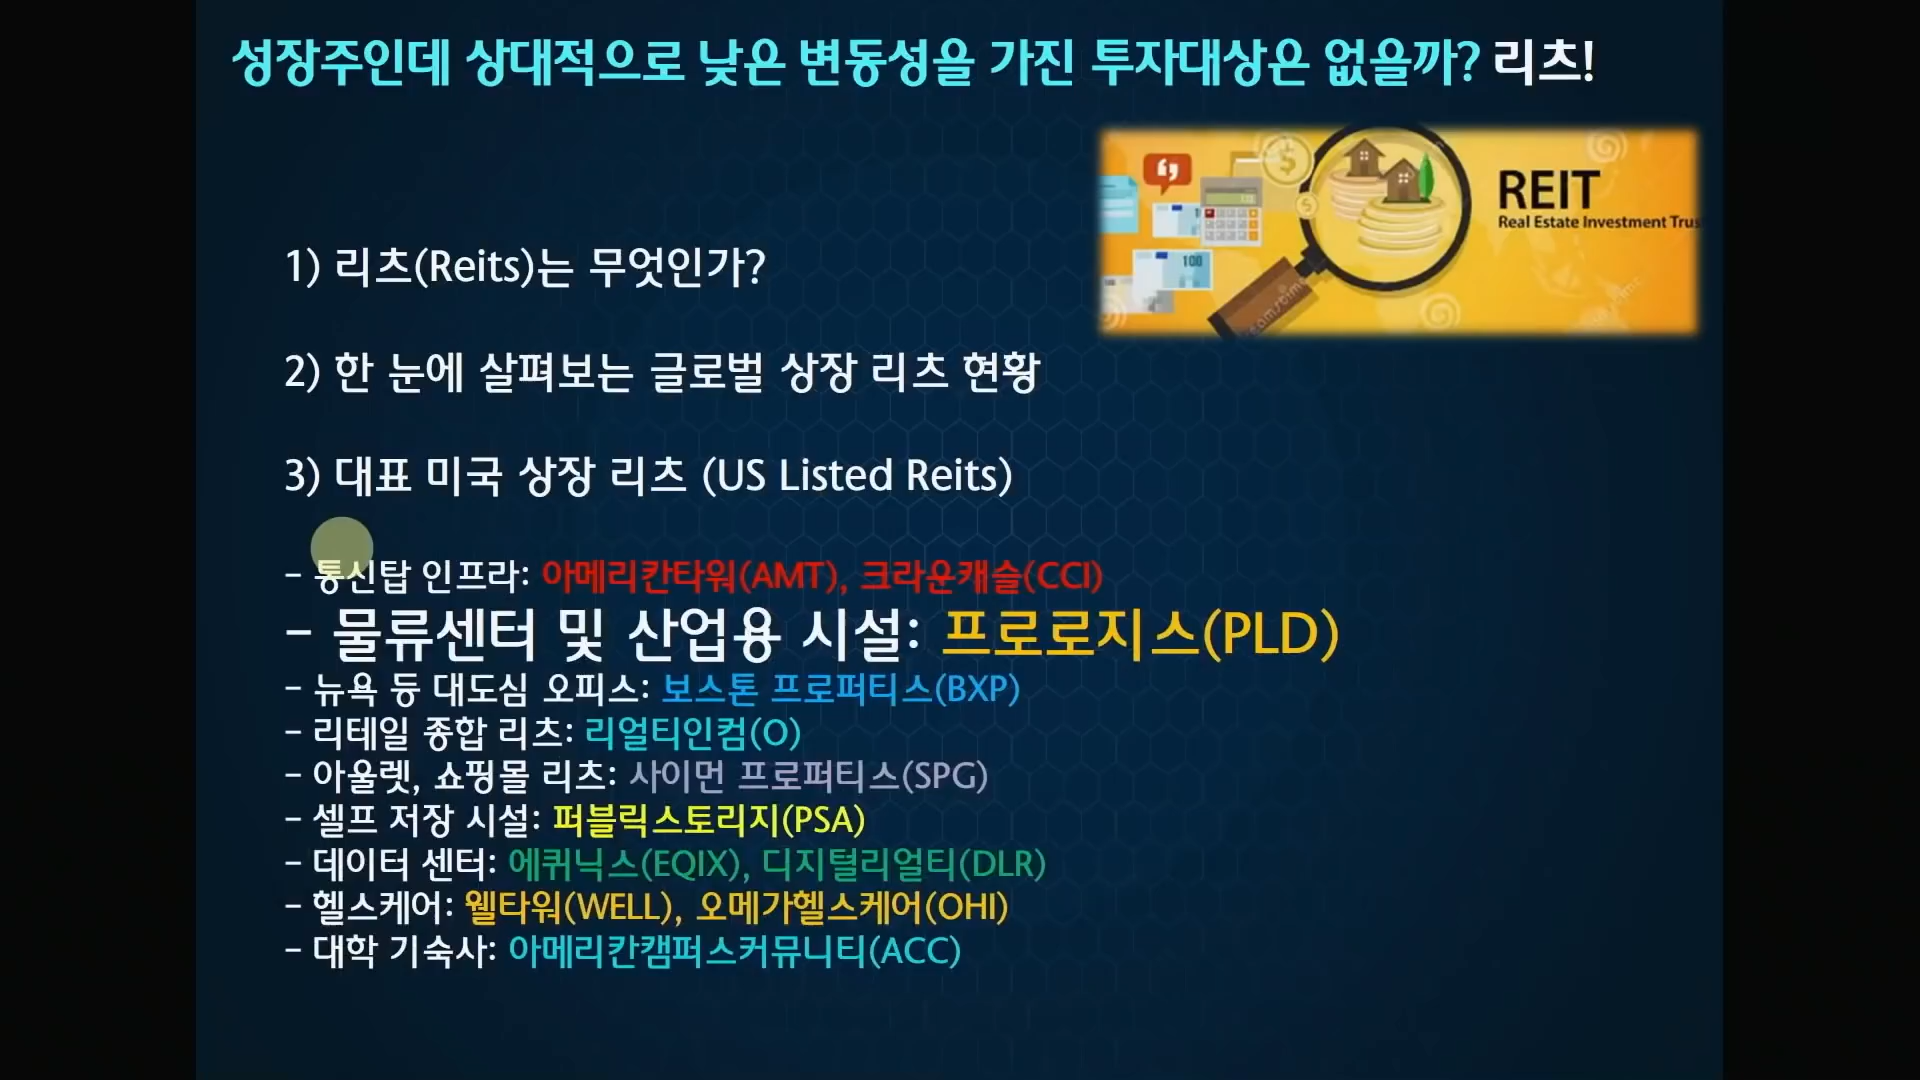 성장주인데 상대적으로 낮은 변동성을 가진 투자대상은 없을까? 리츠!
REIT
Real Estate Investment Trus
100
1) 리츠(Reits)는 무엇인가?
2) 한 눈에 살펴보는 글로벌 상장 리츠 현황
3) 대표 미국 상장 리츠 (US Listed Reits)
- 통신탑 인프라: 아메리칸타워(AMT), 크라운캐슬(CCI)
- 물류센터 및 산업용 시설: 프로로지스(PLD)
- 뉴욕 등 대도심 오피스: 보스톤 프로퍼티스(BXP)
- 리테일 종합 리츠: 리얼티인컴(O)
- 아울렛, 쇼핑몰 리츠: 사이먼 프로퍼티스(SPG)
- 셀프 저장 시설: 퍼블릭스토리지(PSA)
- 데이터 센터: 에퀴닉스(EQIX), 디지털리얼티(DLR)
- 헬스케어: 웰타워(WELL), 오메가헬스케어(OHI)
- 대학 기숙사: 아메리칸캠퍼스커뮤니티(ACC)